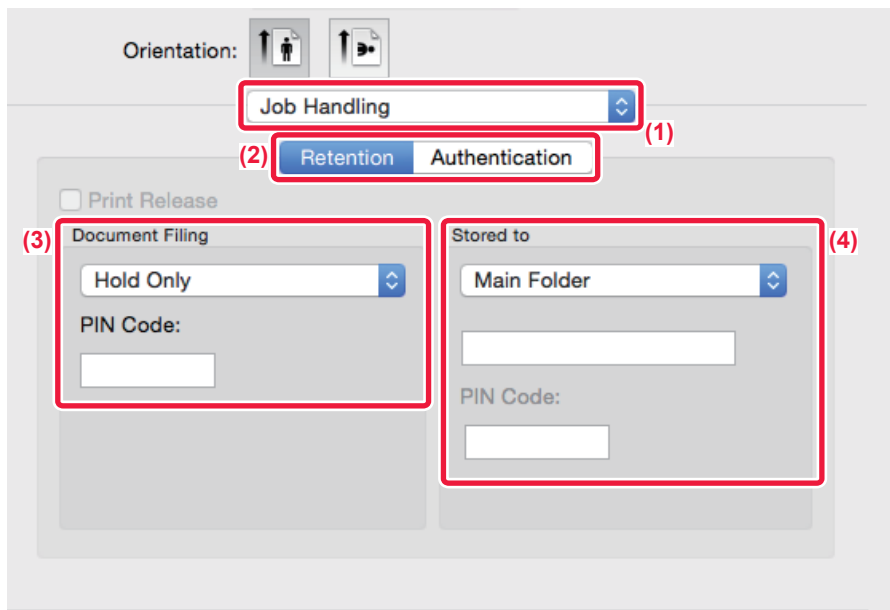 Orientation:
Job Handling
(1)
(2)
Retention Authentication
Print Release
(3)
Document Filing
Hold Only
PIN Code:
Stored to
(4)
Main Folder
PIN Code: